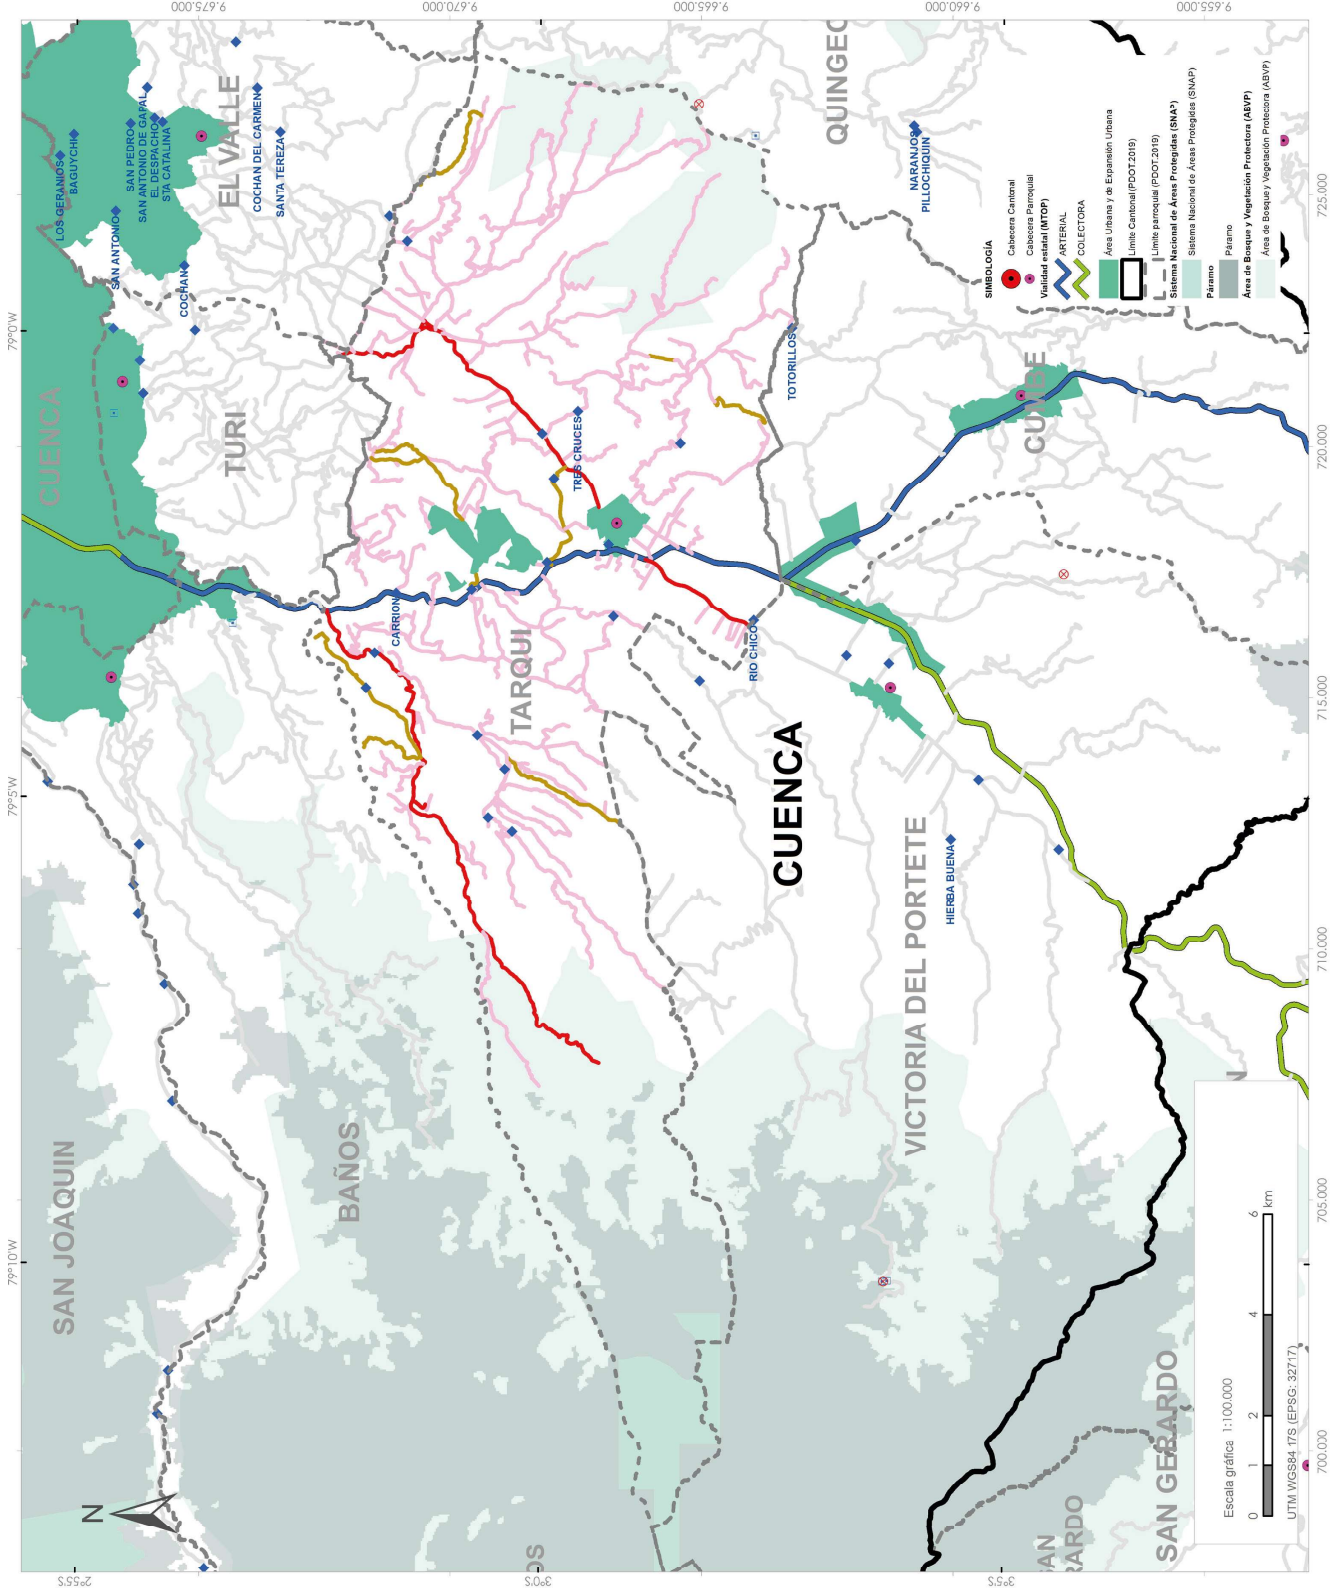 79°10'W
79°5'W
79°0'W
2°55'S
3°0'S
3°5'S
9.675.000
9.670.000
9.665.000
9.660.000
9.655.000
700.000
705.000
710.000
715.000
720.000
725.000
N
SAN JOAQUIN
BAÑOS
CUENCA
TURI
EL VALLE
LOS GERANIOS
BAGUYCHI
SAN PEDRO
SAN ANTONIO DE GAPAL
EL DESPACHO
STA CATALINA
SAN ANTONIO
COCHAN
COCHAN DEL CARMEN
SANTA TEREZA
CARRION
TARQUI
TRES CRUCES
RIO CHICO
TOTORILLOS
QUINGEO
NARANJOS
PILLOCHIQUIN
CUENCA
VICTORIA DEL PORTETE
HIERBA BUENA
CUMBE
OS
SAN GERARDO
SAN
RARDO
N
Escala gráfica 1:100.000
0 1 2 4 6
km
UTM WGS84 17S (EPSG: 32717)
SIMBOLOGÍA
Cabecera Cantonal
Cabecera Parroquial
Vialidad estatal (MTOP)
ARTERIAL
COLECTORA
Área Urbana y de Expansión Urbana
Límite Cantonal (PDOT.2019)
Límite parroquial (PDOT.2019)
Sistema Nacional de Áreas Protegidas (SNAP)
Sistema Nacional de Áreas Protegidas (SNAP)
Páramo
Páramo
Área de Bosque y Vegetación Protectora (ABVP)
Área de Bosque y Vegetación Protectora (ABVP)